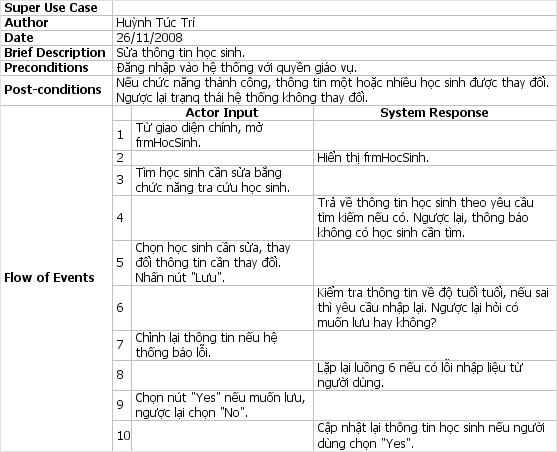 Super Use Case
Author Huỳnh Túc Trí
Date 26/11/2008
Brief Description Sửa thông tin học sinh.
Preconditions Đăng nhập vào hệ thống với quyền giáo vụ.
Post-conditions Nếu chức năng thành công, thông tin một hoặc nhiều học sinh được thay đổi.
Ngược lại trạng thái hệ thống không thay đổi.
Flow of Events
Actor Input System Response
1 Từ giao diện chính, mở
frmHocSinh.
2 Hiển thị frmHocSinh.
3 Tìm học sinh cần sửa bằng
chức năng tra cứu học sinh.
4 Trả về thông tin học sinh theo yêu cầu
tìm kiếm nếu có. Ngược lại, thông báo
không có học sinh cần tìm.
5 Chọn học sinh cần sửa, thay
đổi thông tin cần thay đổi.
Nhấn nút "Lưu".
6 Kiểm tra thông tin về độ tuổi tuổi, nếu sai
thì yêu cầu nhập lại. Ngược lại hỏi có
muốn lưu hay không?
7 Chỉnh lại thông tin nếu hệ
thống báo lỗi.
8 Lặp lại luồng 6 nếu có lỗi nhập liệu từ
người dùng.
9 Chọn nút "Yes" nếu muốn lưu,
ngược lại chọn "No".
10 Cập nhật lại thông tin học sinh nếu người
dùng chọn "Yes".